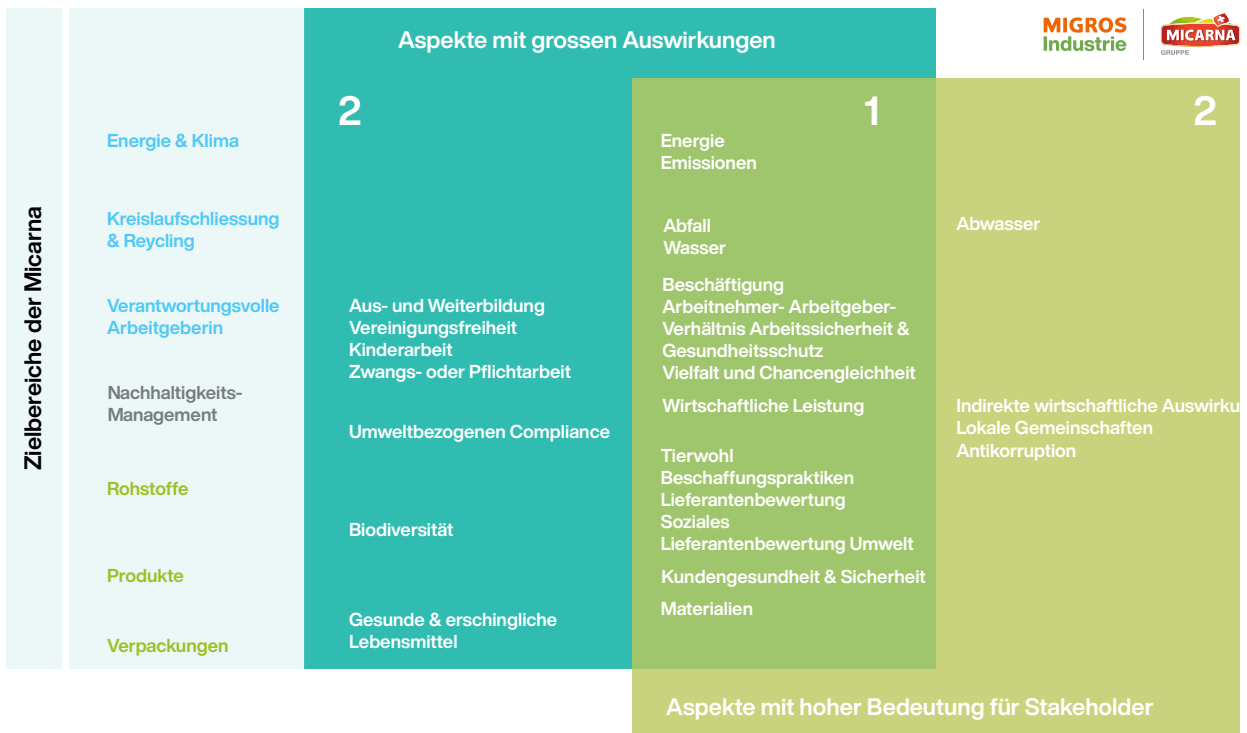 Aspekte mit grossen Auswirkungen
MIGROS
Industrie
MICARNA
GRUPPE
2
1
2
Zielbereiche der Micarna
Energie & Klima
Energie
Emissionen
Kreislaufschliessung
& Reycling
Abfall
Wasser
Abwasser
Verantwortungsvolle
Arbeitgeberin
Aus- und Weiterbildung
Vereinigungsfreiheit
Kinderarbeit
Zwangs- oder Pflichtarbeit
Beschäftigung
Arbeitnehmer- Arbeitgeber-
Verhältnis Arbeitssicherheit &
Gesundheitsschutz
Vielfalt und Chancengleichheit
Nachhaltigkeits-
Management
Umweltbezogenen Compliance
Wirtschaftliche Leistung
Indirekte wirtschaftliche Auswirku
Lokale Gemeinschaften
Antikorruption
Rohstoffe
Biodiversität
Tierwohl
Beschaffungspraktiken
Lieferantenbewertung
Soziales
Lieferantenbewertung Umwelt
Produkte
Kundengesundheit & Sicherheit
Gesunde & erschingliche
Lebensmittel
Verpackungen
Materialien
Aspekte mit hoher Bedeutung für Stakeholder